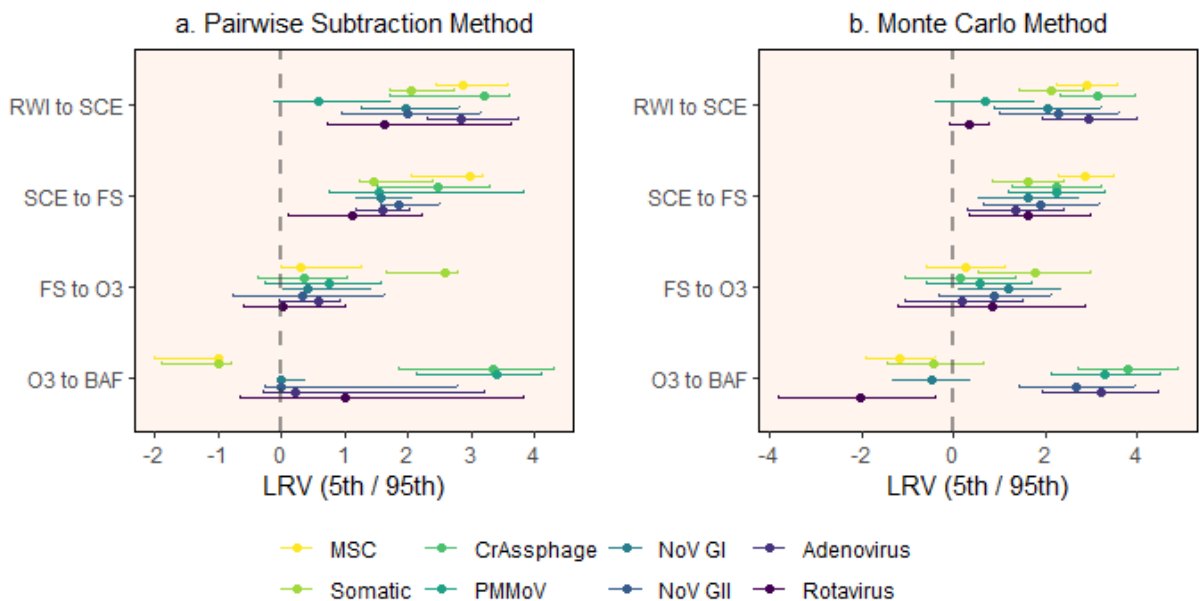 a. Pairwise Subtraction Method
b. Monte Carlo Method
RWI to SCE
SCE to FS
FS to O3
O3 to BAF
-2 -1 0 1 2 3 4
LRV (5th / 95th)
RWI to SCE
SCE to FS
FS to O3
O3 to BAF
-4 -2 0 2 4
LRV (5th / 95th)
MSC CrAssphage NoV GI Adenovirus
Somatic PMMoV NoV GII Rotavirus